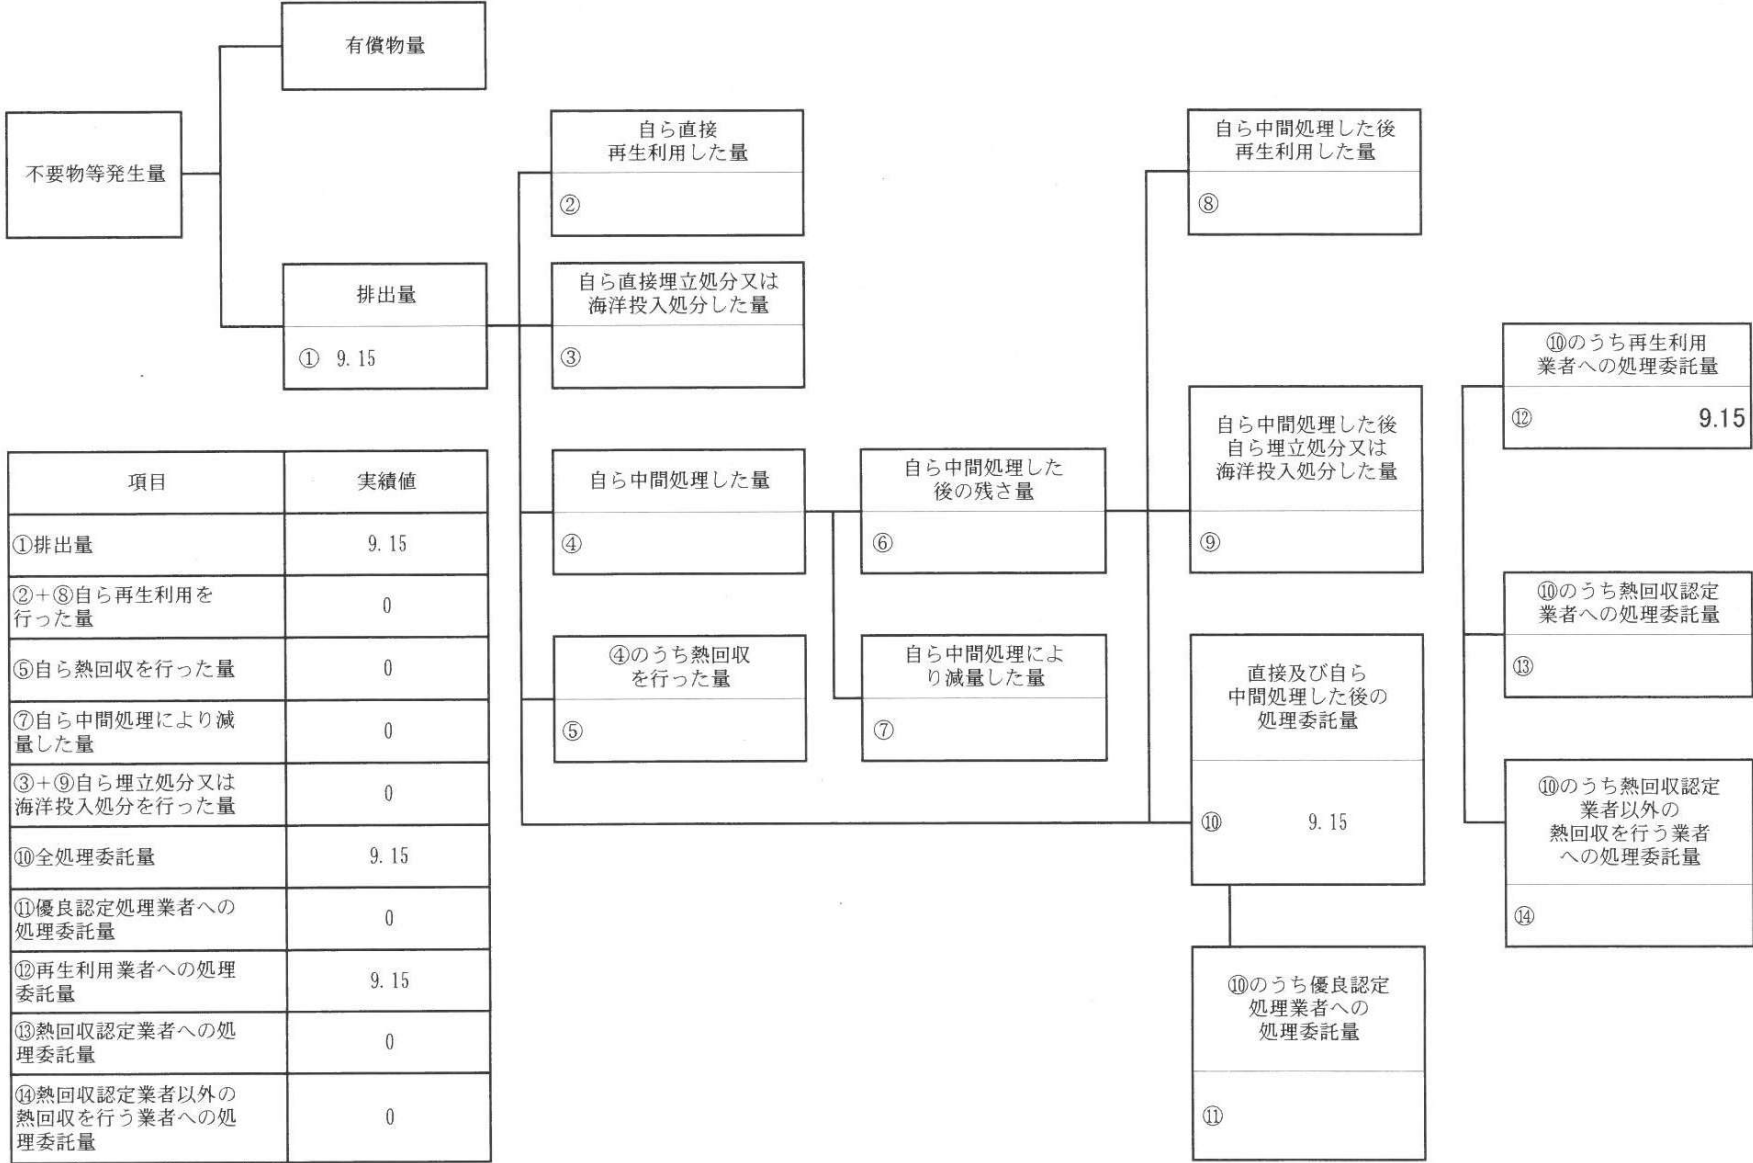 有償物量
不要物等発生量
排出量
① 9.15
自ら直接
再生利用した量
②
自ら直接埋立処分又は
海洋投入処分した量
③
自ら中間処理した量
④
④のうち熱回収
を行った量
⑤
自ら中間処理した
後の残さ量
⑥
自ら中間処理によ
り減量した量
⑦
自ら中間処理した後
再生利用した量
⑧
自ら中間処理した後
自ら埋立処分又は
海洋投入処分した量
⑨
直接及び自ら
中間処理した後の
処理委託量
⑩ 9.15
⑩のうち優良認定
処理業者への
処理委託量
⑪
⑩のうち再生利用
業者への処理委託量
⑫ 9.15
⑩のうち熱回収認定
業者への処理委託量
⑬
⑩のうち熱回収認定
業者以外の
熱回収を行う業者
への処理委託量
⑭
項目 実績値
①排出量 9.15
②+⑧自ら再生利用を
行った量 0
⑤自ら熱回収を行った量 0
⑦自ら中間処理により減
量した量 0
③+⑨自ら埋立処分又は
海洋投入処分を行った量 0
⑩全処理委託量 9.15
⑪優良認定処理業者への
処理委託量 0
⑫再生利用業者への処理
委託量 9.15
⑬熱回収認定業者への処
理委託量 0
⑭熱回収認定業者以外の
熱回収を行う業者への処
理委託量 0